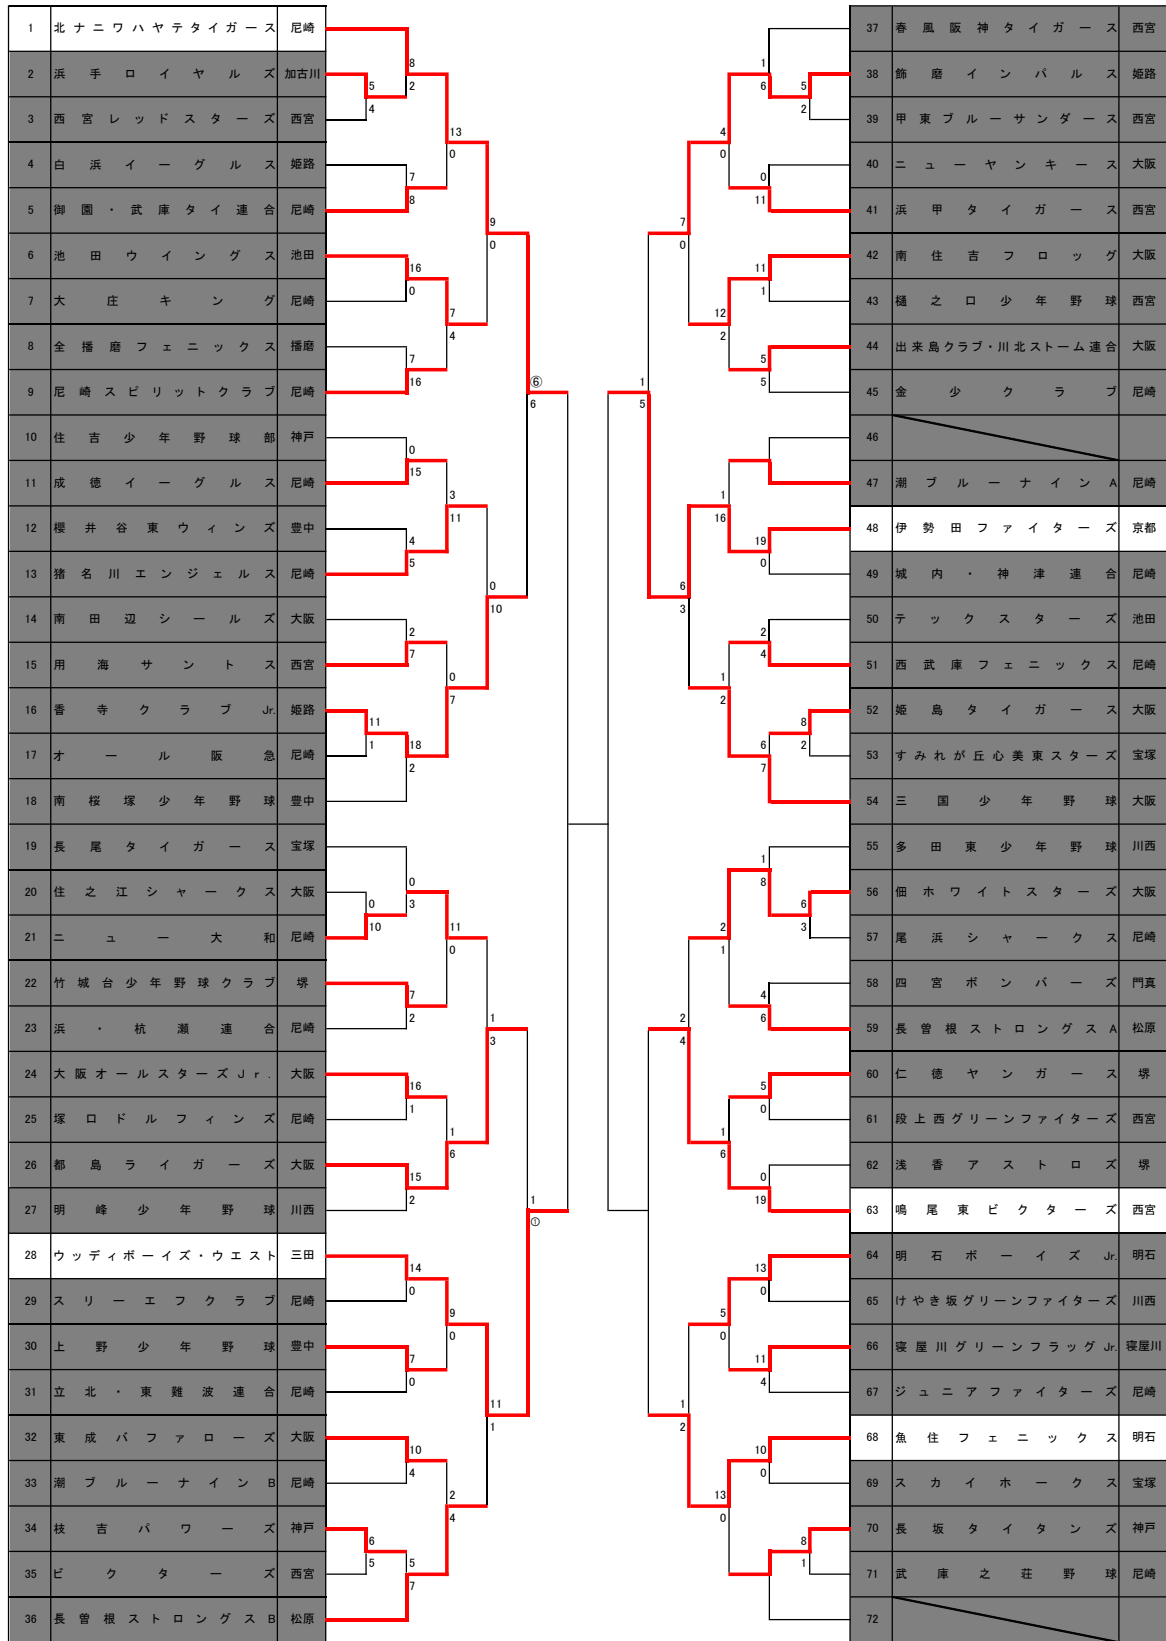 1 北ナニワハヤテタイガース 尼崎
2 浜手ロイヤルズ 加古川
3 西宮レッドスターズ 西宮
4 白浜イーグルス 姫路
5 御園・武庫タイ連合 尼崎
6 池田ウイングス 池田
7 大庄キング 尼崎
8 全播磨フェニックス 播磨
9 尼崎スピリットクラブ 尼崎
10 住吉少年野球部 神戸
11 成徳イーグルス 尼崎
12 櫻井谷東ウィンズ 豊中
13 猪名川エンジェルス 尼崎
14 南田辺シールズ 大阪
15 用海サントス 西宮
16 香寺クラブJr. 姫路
17 オール阪急 尼崎
18 南桜塚少年野球 豊中
19 長尾タイガース 宝塚
20 住之江シャークス 大阪
21 ニュー大和 尼崎
22 竹城台少年野球クラブ 堺
23 浜・杭瀬連合 尼崎
24 大阪オールスターズJr. 大阪
25 塚口ドルフィンズ 尼崎
26 都島ライガーズ 大阪
27 明峰少年野球 川西
28 ウッディボーイズ・ウエスト 三田
29 スリーエフクラブ 尼崎
30 上野少年野球 豊中
31 立北・東難波連合 尼崎
32 東成バファローズ 大阪
33 潮ブルーナインB 尼崎
34 枝吉パワーズ 神戸
35 ビクターズ 西宮
36 長曽根ストロングスB 松原
5
4
11
1
0
10
6
5
8
2
7
8
16
0
7
16
0
15
4
5
2
7
18
2
0
3
7
2
16
1
15
2
14
0
7
0
10
4
5
7
13
0
7
4
3
11
0
7
11
0
1
6
9
0
2
4
9
0
0
10
1
3
11
1
⑥
6
1
①
1
5
2
4
7
0
6
3
2
4
1
2
4
0
12
2
1
16
1
2
2
1
1
6
5
0
13
0
1
6
0
11
11
1
5
5
19
0
2
4
6
7
1
8
4
6
5
0
0
19
13
0
11
4
10
0
5
2
8
2
6
3
8
1
37 春風阪神タイガース 西宮
38 飾磨インパルス 姫路
39 甲東ブルーサンダース 西宮
40 ニューヤンキース 大阪
41 浜甲タイガース 西宮
42 南住吉フロッグ 大阪
43 樋之口少年野球 西宮
44 出来島クラブ・川北ストーム連合 大阪
45 金少クラブ 尼崎
46
47 潮ブルーナインA 尼崎
48 伊勢田ファイターズ 京都
49 城内・神津連合 尼崎
50 テックスターズ 池田
51 西武庫フェニックス 尼崎
52 姫島タイガース 大阪
53 すみれが丘心美東スターズ 宝塚
54 三国少年野球 大阪
55 多田東少年野球 川西
56 佃ホワイトスターズ 大阪
57 尾浜シャークス 尼崎
58 四宮ボンバーズ 門真
59 長曽根ストロングスA 松原
60 仁徳ヤンガース 堺
61 段上西グリーンファイターズ 西宮
62 浅香アストロズ 堺
63 鳴尾東ビクターズ 西宮
64 明石ボーイズJr. 明石
65 けやき坂グリーンファイターズ 川西
66 寝屋川グリーンフラッグJr. 寝屋川
67 ジュニアファイターズ 尼崎
68 魚住フェニックス 明石
69 スカイホークス 宝塚
70 長坂タイタンズ 神戸
71 武庫之荘野球 尼崎
72